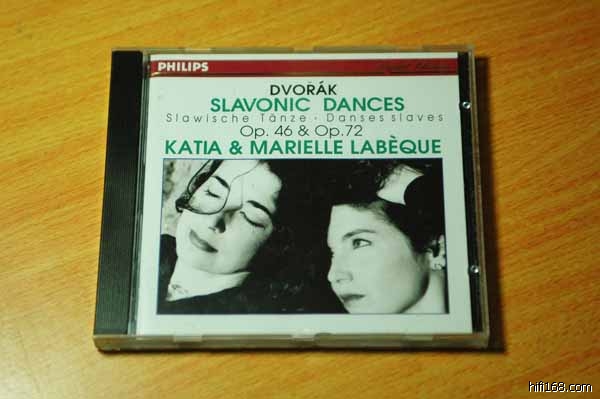 PHILIPS
DVOŘÁK
SLAVONIC DANCES
Slawische Tänze · Danses slaves
Op. 46 & Op.72
KATIA & MARIELLE LABÈQUE
hifi168.com